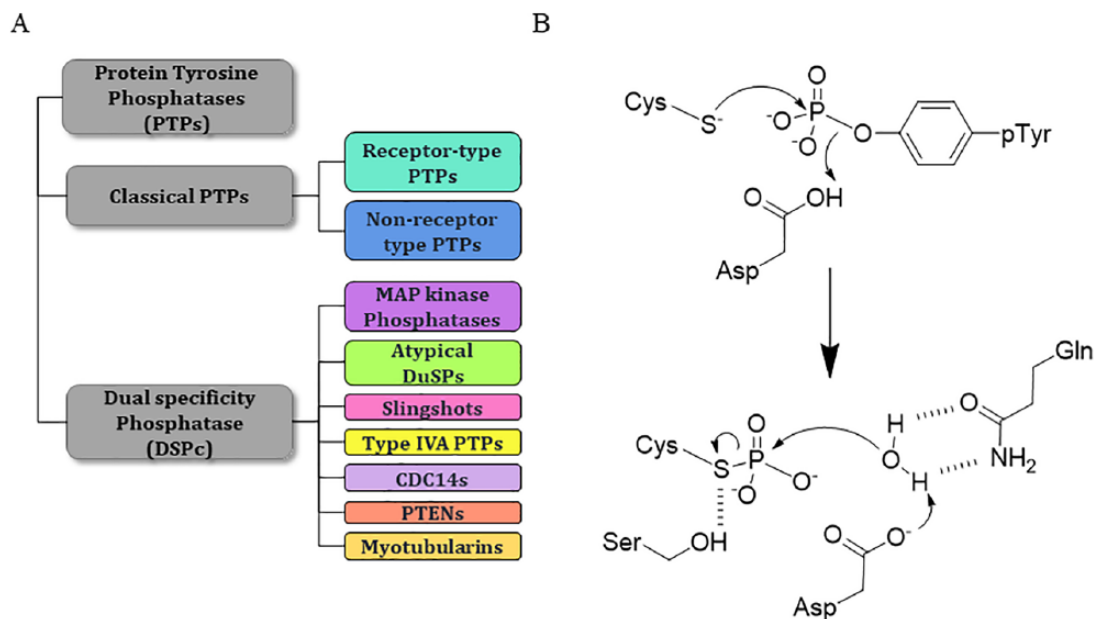 A
Protein Tyrosine
Phosphatases
(PTPs)
Classical PTPs
Receptor-type
PTPs
Non-receptor
type PTPs
Dual specificity
Phosphatase
(DSPc)
MAP kinase
Phosphatases
Atypical
DuSPs
Slingshots
Type IVA PTPs
CDC14s
PTENs
Myotubularins
B
Cys
S-
O
-O
P
-O
O
pTyr
O
OH
Asp
Gln
O
NH2
H
O
H
Cys
S
O
P
-O
O-
Ser
OH
O
O-
Asp